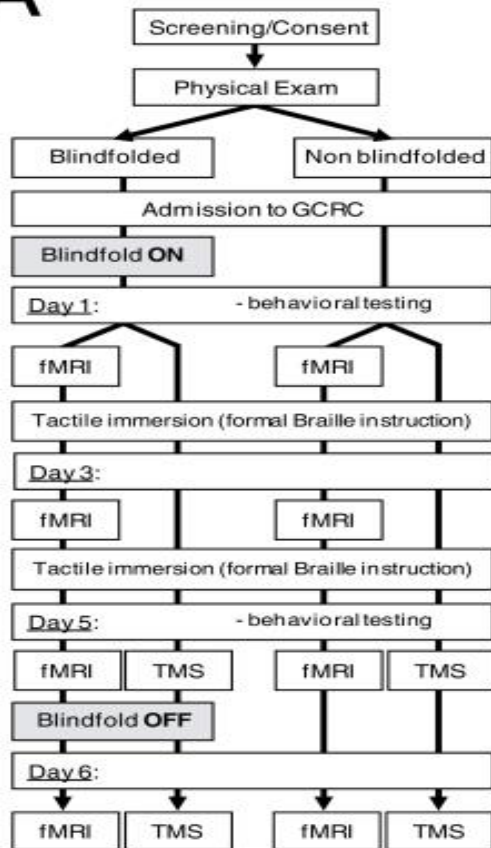 A
Screening/Consent
Physical Exam
Blindfolded Non blindfolded
Admission to GCRC
Blindfold ON
Day 1: - behavioral testing
fMRI fMRI
Tactile immersion (formal Braille instruction)
Day 3:
fMRI fMRI
Tactile immersion (formal Braille instruction)
Day 5: - behavioral testing
fMRI TMS fMRI TMS
Blindfold OFF
Day 6:
fMRI TMS fMRI TMS